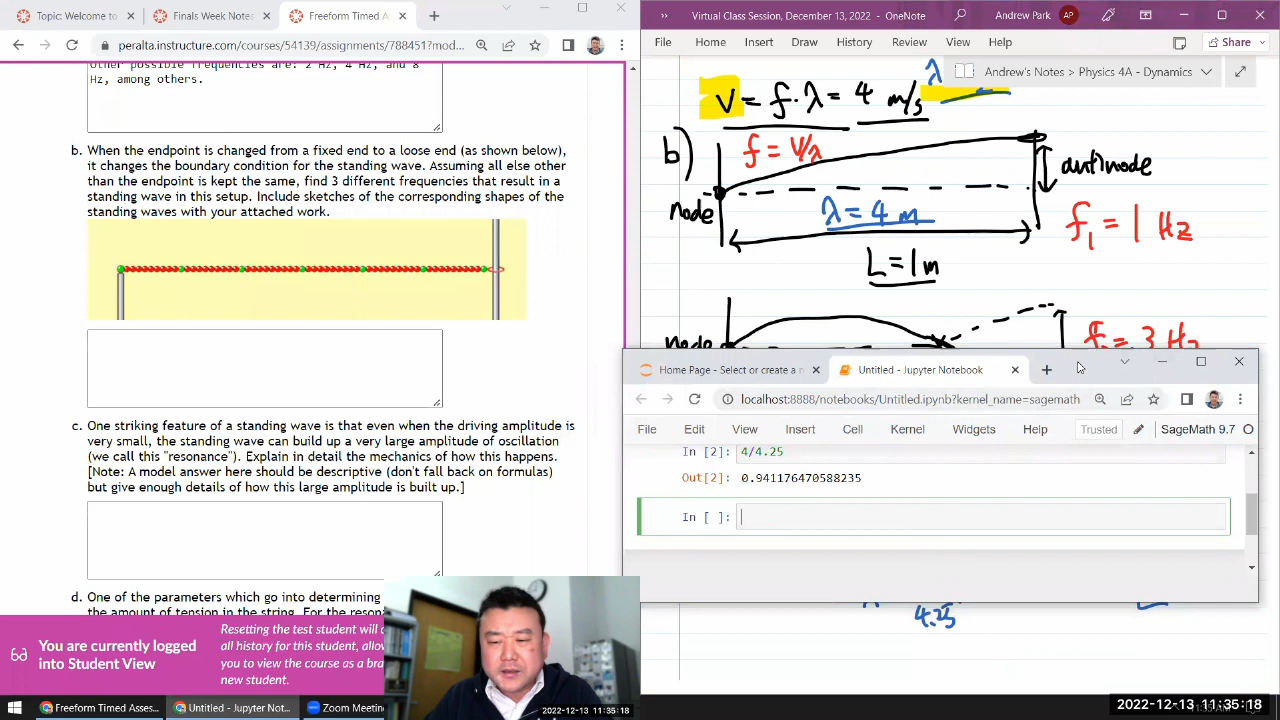 Topic: Welcome to
Finals Week Notes
Freeform Timed A
peralta.instructure.com/courses/54139/assignments/788451?mod...
Other possible frequencies are: 2 Hz, 4 Hz, and 8
Hz, among others.
b. When the endpoint is changed from a fixed end to a loose end (as shown below),
it changes the boundary condition for the standing wave. Assuming all else other
than the endpoint is kept the same, find 3 different frequencies that result in a
standing wave in this setup. Include sketches of the corresponding shapes of the
standing waves with your attached work.
c. One striking feature of a standing wave is that even when the driving amplitude is
very small, the standing wave can build up a very large amplitude of oscillation
(we call this "resonance"). Explain in detail the mechanics of how this happens.
[Note: A model answer here should be descriptive (don't fall back on formulas)
but give enough details of how this large amplitude is built up.]
d. One of the parameters which go into determining
the amount of tension in the string. For the reson
You are currently logged
into Student View
Resetting the test student will c
all history for this student, allow
you to view the course as a bra
new student.
Freeform Timed Asses...
Untitled - Jupyter Not...
Zoom Meeting
2022-12-13 11:35:18
Virtual Class Session, December 13, 2022 - OneNote
Andrew Park
AP
File
Home
Insert
Draw
History
Review
View
Help
Share
Andrew's Notes > Physics 4A - Dynamics
λ
V = f·λ = 4 m/s
b)
f = V/λ
antinode
node
λ = 4 m
f₁ = 1 Hz
L = 1 m
node
3 Hz
Home Page - Select or create a n
Untitled - Jupyter Notebook
localhost:8888/notebooks/Untitled.ipynb?kernel_name=sagemath
File
Edit
View
Insert
Cell
Kernel
Widgets
Help
Trusted
SageMath 9.7
In [2]: 4/4.25
Out[2]: 0.941176470588235
In [ ]:
4.25
2022-12-13 11:35:18